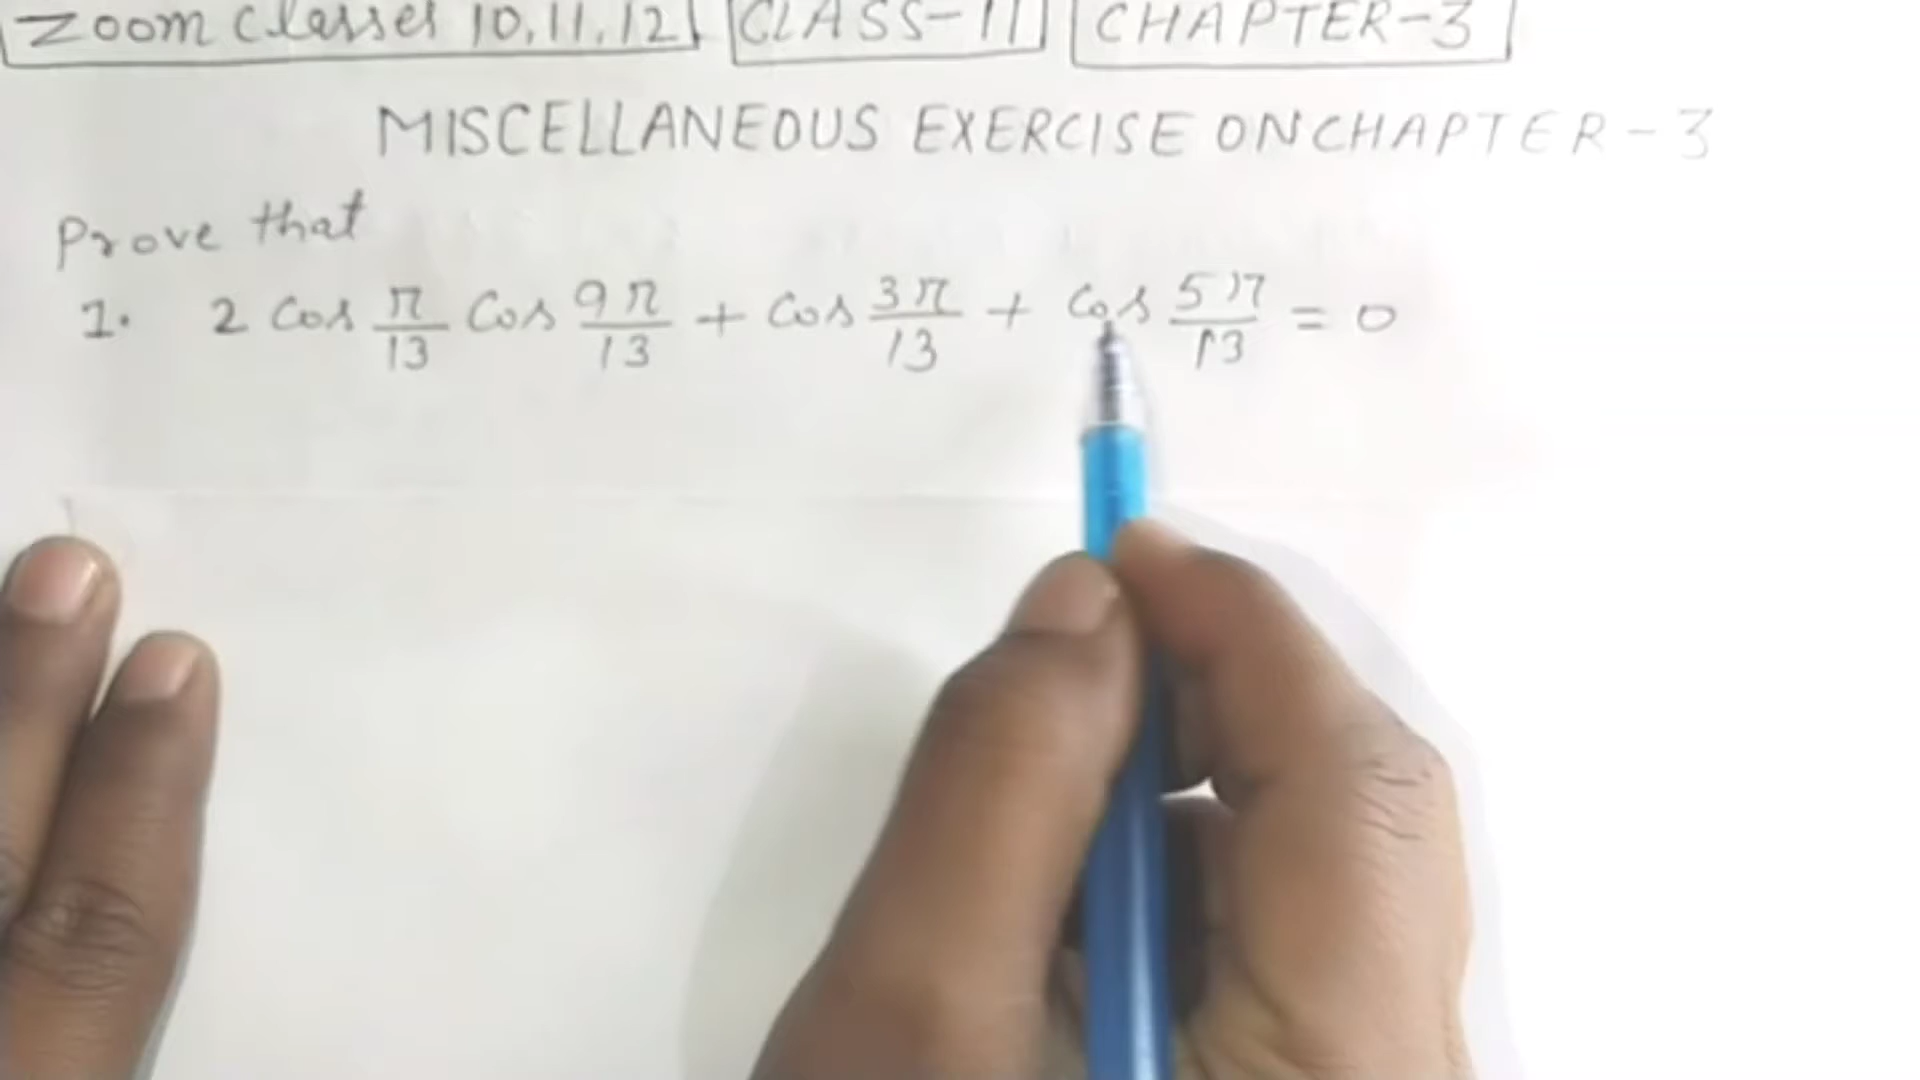 Zoom Classes 10,11,12 CLASS-11 CHAPTER-3
MISCELLANEOUS EXERCISE ON CHAPTER-3
Prove that
1. 2 Cos π/13 Cos 9π/13 + Cos 3π/13 + Cos 5π/13 = 0